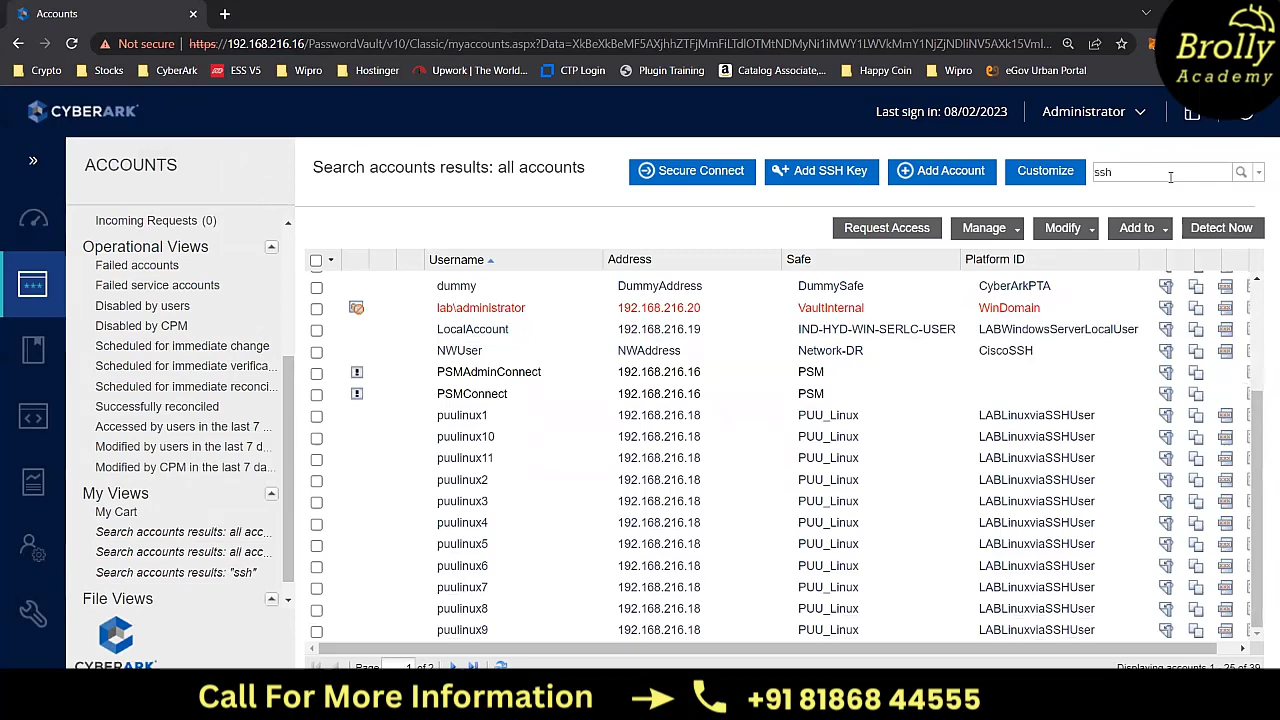 Accounts
Brolly
Academy
Not secure https://192.168.216.16/PasswordVault/v10/Classic/myaccounts.aspx?Data=
Crypto Stocks CyberArk ESS V5 Wipro Hostinger Upwork | The World... CTP Login Plugin Training Catalog Associate,... Happy Coin Wipro eGov Urban Portal
CYBERARK
Last sign in: 08/02/2023 Administrator
ACCOUNTS
Search accounts results: all accounts Secure Connect Add SSH Key Add Account Customize ssh
Incoming Requests (0)
Operational Views
Failed accounts
Failed service accounts
Disabled by users
Disabled by CPM
Scheduled for immediate change
Scheduled for immediate verifica...
Scheduled for immediate reconci...
Successfully reconciled
Accessed by users in the last 7 ...
Modified by users in the last 7 d...
Modified by CPM in the last 7 da...
My Views
My Cart
Search accounts results: all acc...
Search accounts results: all acc...
Search accounts results: "ssh"
File Views
CYBERARK
Request Access Manage Modify Add to Detect Now
Username Address Safe Platform ID
dummy DummyAddress DummySafe CyberArkPTA
lab\administrator 192.168.216.20 VaultInternal WinDomain
LocalAccount 192.168.216.19 IND-HYD-WIN-SERLC-USER LABWindowsServerLocalUser
NWUser NWAddress Network-DR CiscoSSH
PSMAdminConnect 192.168.216.16 PSM
PSMConnect 192.168.216.16 PSM
puulinux1 192.168.216.18 PUU_Linux LABLinuxviaSSHUser
puulinux10 192.168.216.18 PUU_Linux LABLinuxviaSSHUser
puulinux11 192.168.216.18 PUU_Linux LABLinuxviaSSHUser
puulinux2 192.168.216.18 PUU_Linux LABLinuxviaSSHUser
puulinux3 192.168.216.18 PUU_Linux LABLinuxviaSSHUser
puulinux4 192.168.216.18 PUU_Linux LABLinuxviaSSHUser
puulinux5 192.168.216.18 PUU_Linux LABLinuxviaSSHUser
puulinux6 192.168.216.18 PUU_Linux LABLinuxviaSSHUser
puulinux7 192.168.216.18 PUU_Linux LABLinuxviaSSHUser
puulinux8 192.168.216.18 PUU_Linux LABLinuxviaSSHUser
puulinux9 192.168.216.18 PUU_Linux LABLinuxviaSSHUser
Page 1 of 2 Displaying accounts 1 - 25 of 39
Call For More Information +91 81868 44555